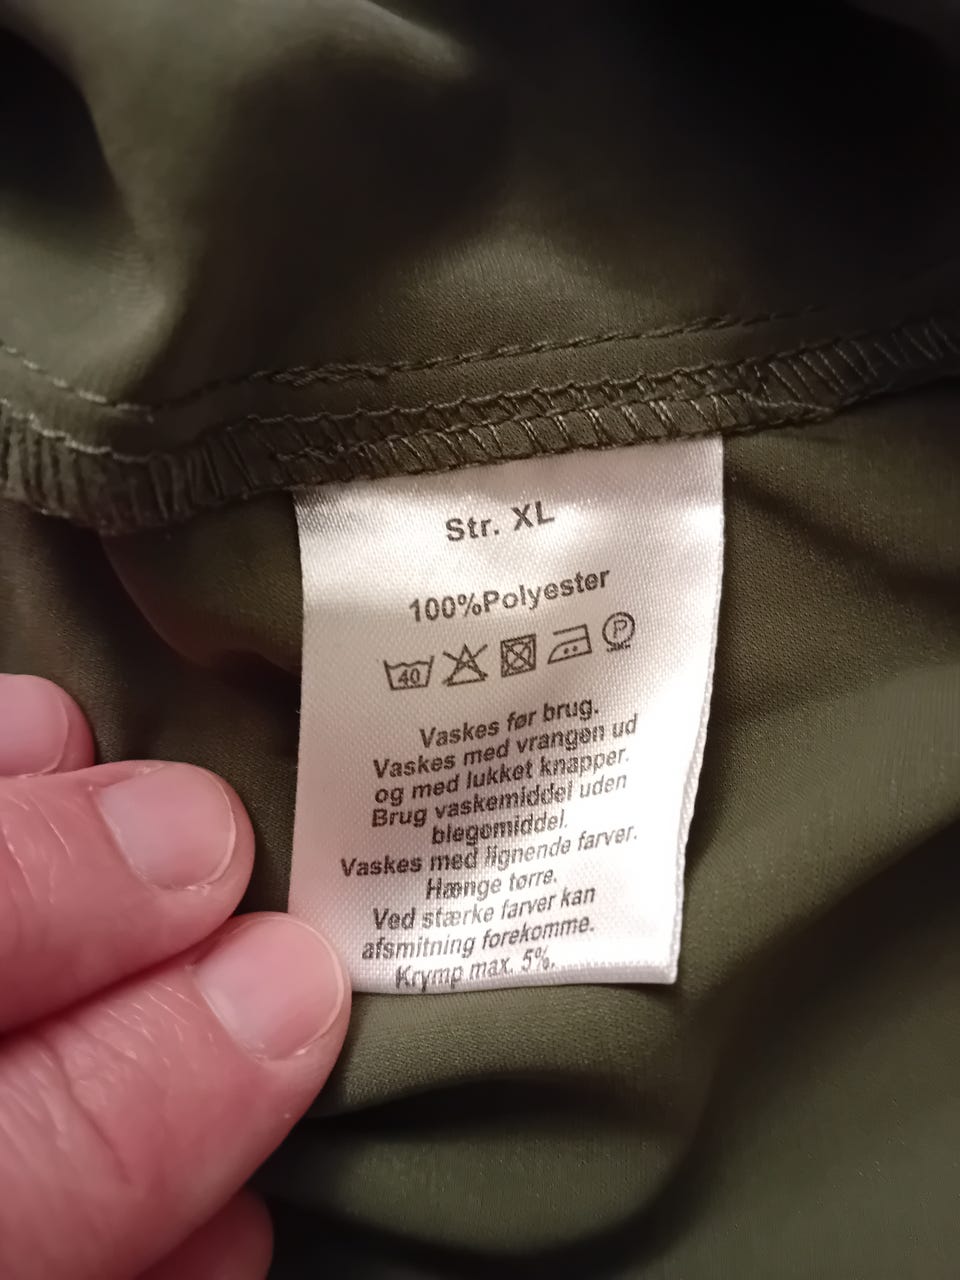 Str. XL
100%Polyester
40 P
Vaskes før brug.
Vaskes med vrangen ud
og med lukket knapper.
Brug vaskemiddel uden
blegemiddel.
Vaskes med lignende farver.
Hænge tørre.
Ved stærke farver kan
afsmitning forekomme.
Krymp max. 5%.